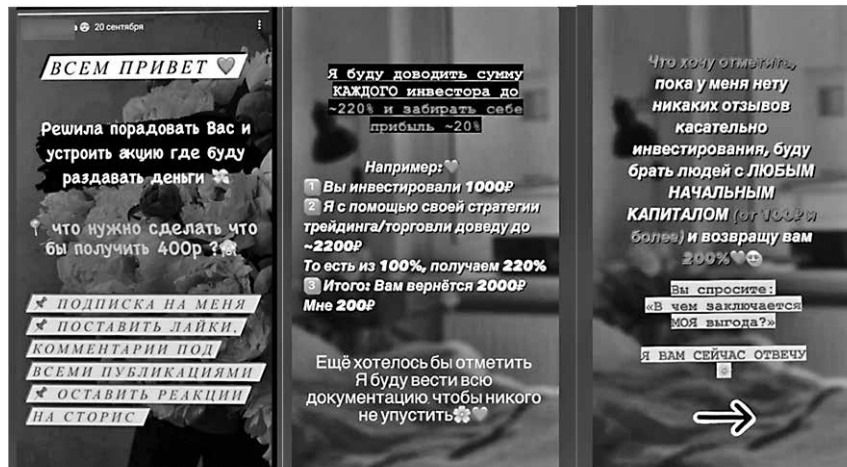 20 сентября
ВСЕМ ПРИВЕТ
Решила порадовать Вас и
устроить акцию где буду
раздавать деньги
что нужно сделать что
бы получить 400р ?
ПОДПИСКА НА МЕНЯ
ПОСТАВИТЬ ЛАЙКИ,
КОММЕНТАРИИ ПОД
ВСЕМИ ПУБЛИКАЦИЯМИ
ОСТАВИТЬ РЕАКЦИИ
НА СТОРИС
Я буду доводить сумму
КАЖДОГО инвестора до
~220% и забирать себе
прибыль ~20%
Например:
1 Вы инвестировали 1000₽
2 Я с помощью своей стратегии
трейдинга/торговли доведу до
~2200₽
То есть из 100%, получаем 220%
3 Итого: Вам вернётся 2000₽
Мне 200₽
Ещё хотелось бы отметить
Я буду вести всю
документацию, чтобы никого
не упустить
Что хочу отметить,
пока у меня нету
никаких отзывов
касательно
инвестирования, буду
брать людей с ЛЮБЫМ
НАЧАЛЬНЫМ
КАПИТАЛОМ (от 100₽ и
более) и возвращу вам
200%
Вы спросите:
«В чем заключается
МОЯ выгода?»
Я ВАМ СЕЙЧАС ОТВЕЧУ